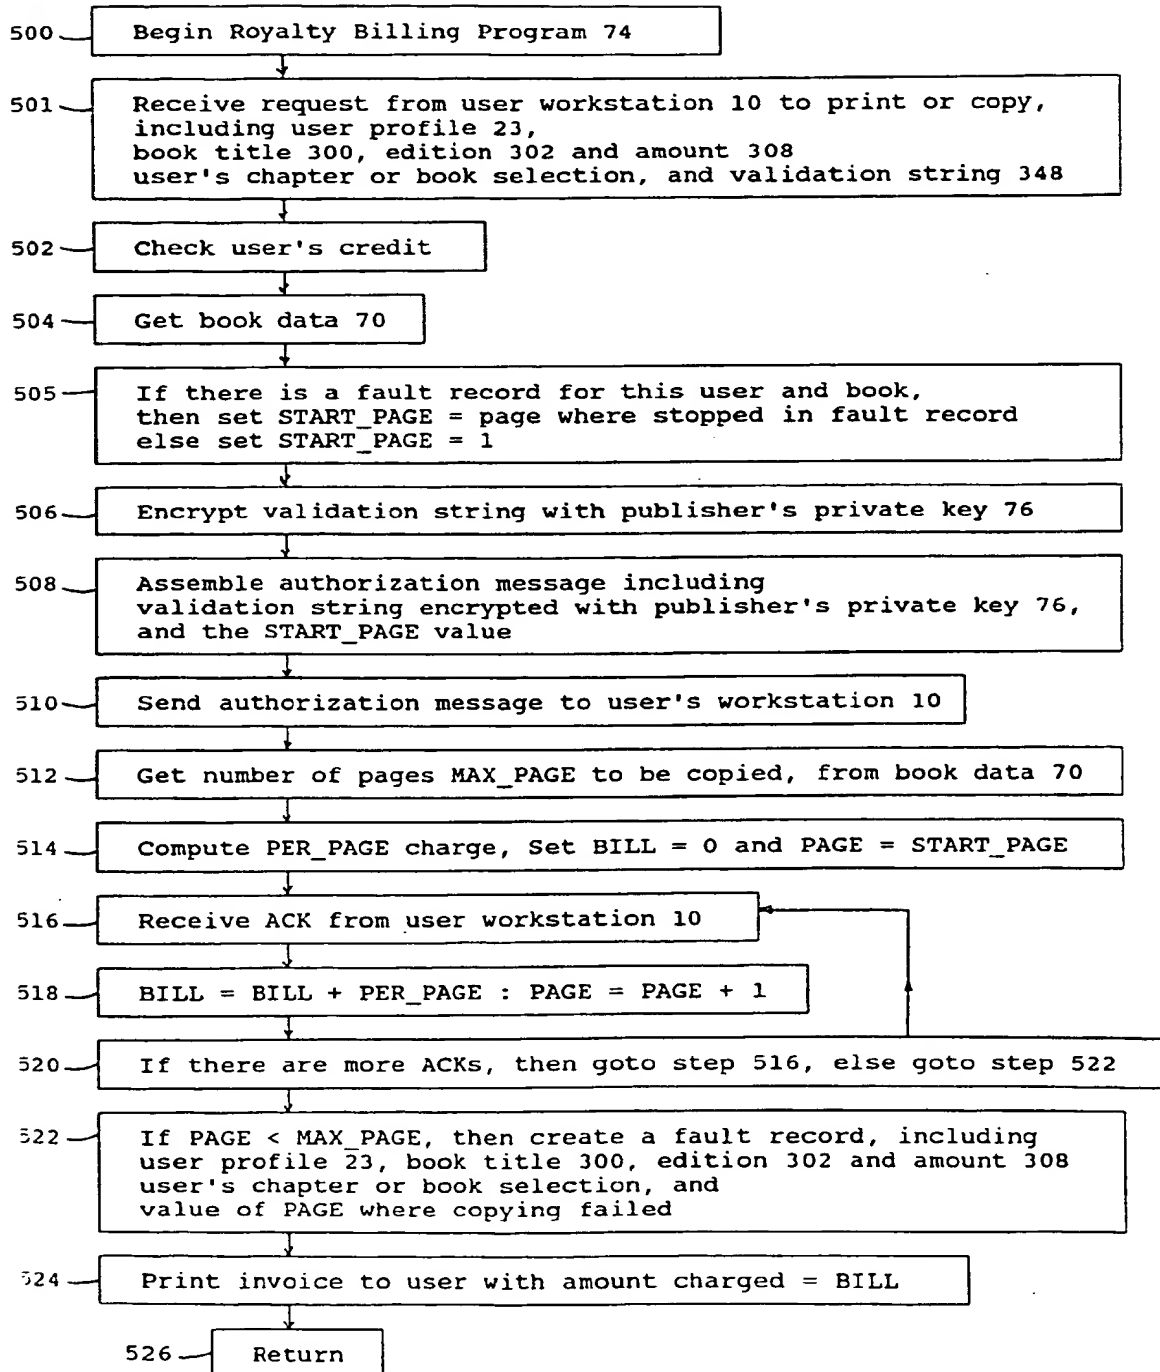 500 Begin Royalty Billing Program 74
501 Receive request from user workstation 10 to print or copy,
including user profile 23,
book title 300, edition 302 and amount 308
user's chapter or book selection, and validation string 348
502 Check user's credit
504 Get book data 70
505 If there is a fault record for this user and book,
then set START_PAGE = page where stopped in fault record
else set START_PAGE = 1
506 Encrypt validation string with publisher's private key 76
508 Assemble authorization message including
validation string encrypted with publisher's private key 76,
and the START_PAGE value
510 Send authorization message to user's workstation 10
512 Get number of pages MAX_PAGE to be copied, from book data 70
514 Compute PER_PAGE charge, Set BILL = 0 and PAGE = START_PAGE
516 Receive ACK from user workstation 10
518 BILL = BILL + PER_PAGE : PAGE = PAGE + 1
520 If there are more ACKs, then goto step 516, else goto step 522
522 If PAGE < MAX_PAGE, then create a fault record, including
user profile 23, book title 300, edition 302 and amount 308
user's chapter or book selection, and
value of PAGE where copying failed
524 Print invoice to user with amount charged = BILL
526 Return